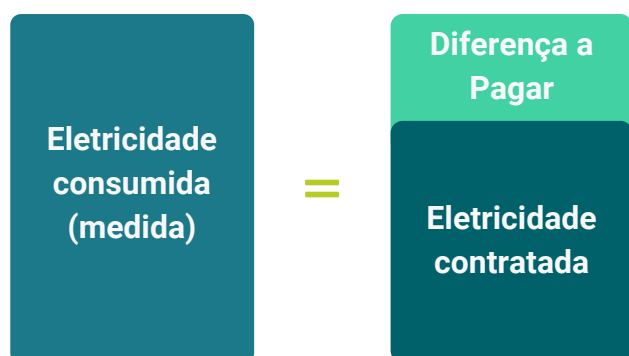 Eletricidade
consumida
(medida)
=
Diferença a
Pagar
Eletricidade
contratada